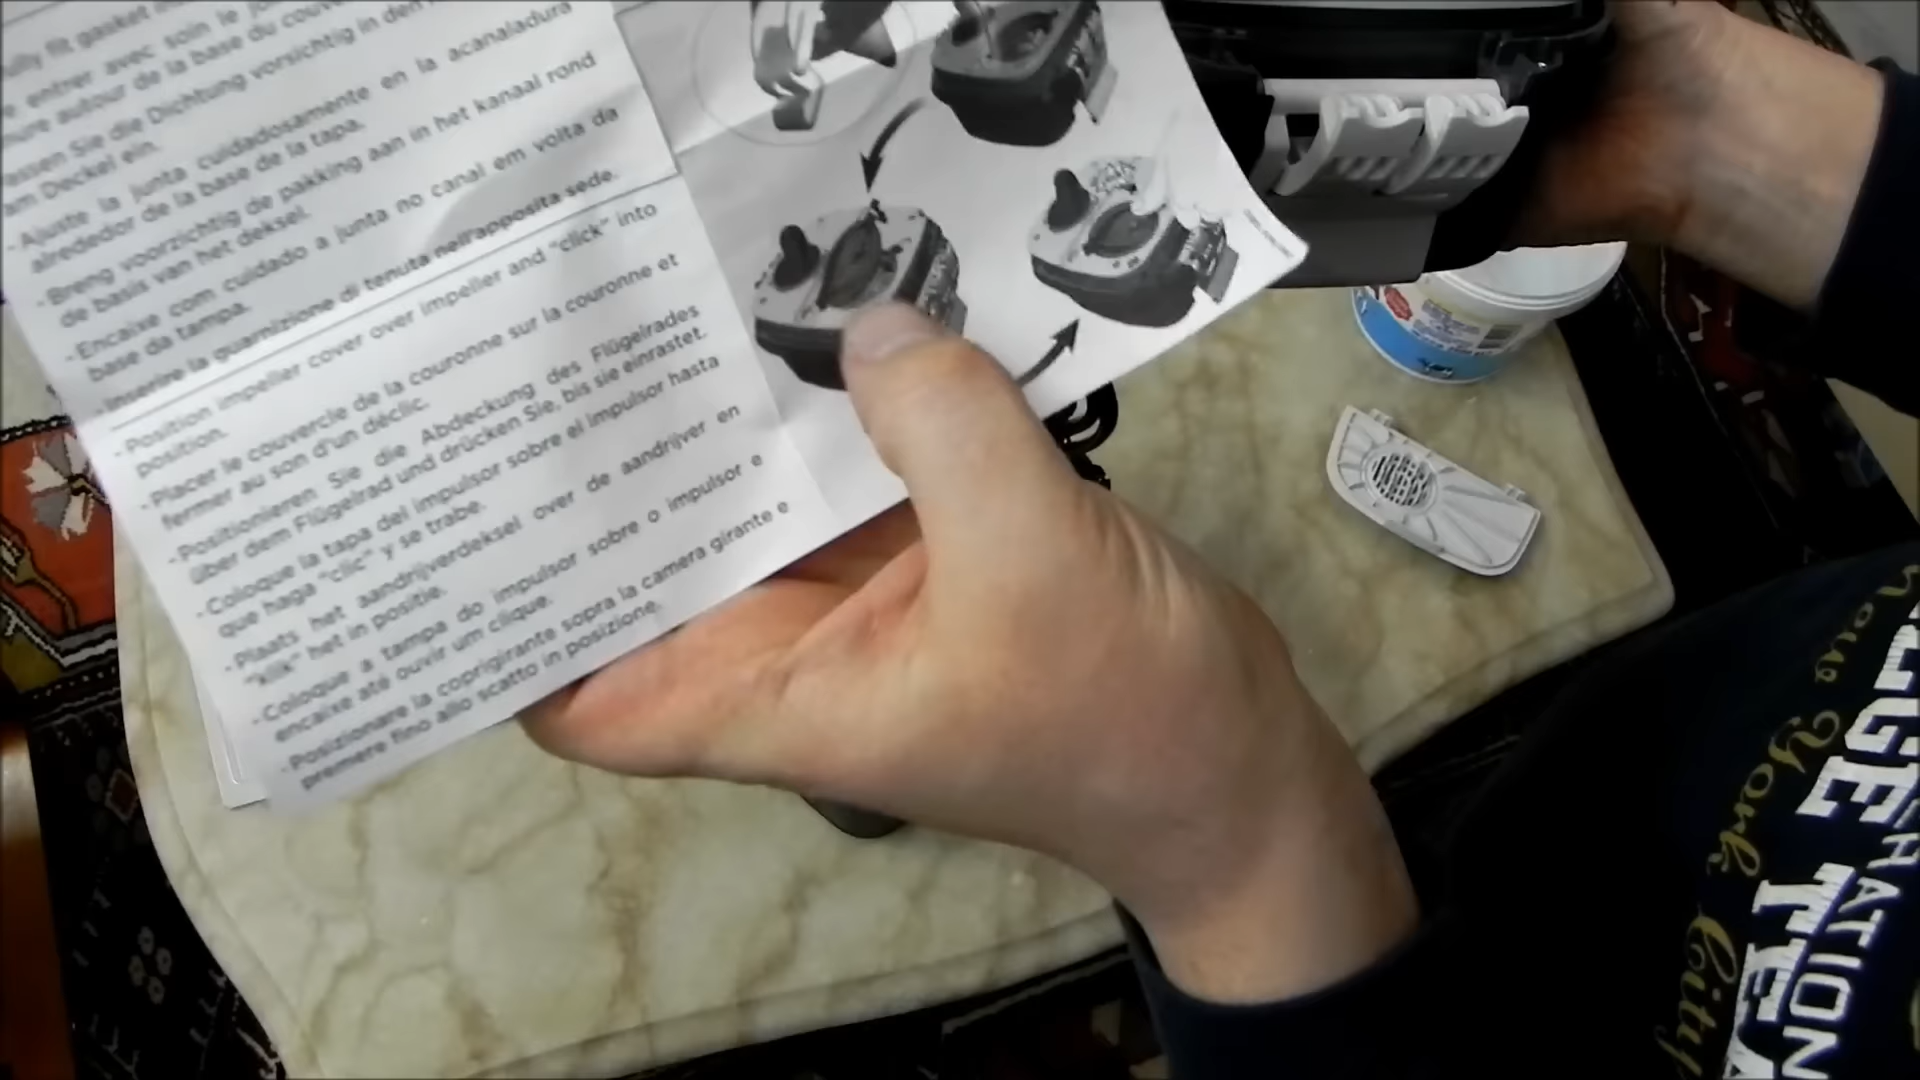 ully fit gasket
entrer avec soin le
autour de la base du
assen Sie die Dichtung vorsichtig in den
am Deckel ein.
- Ajuste la junta cuidadosamente en la acanaladura
alrededor de la base de la tapa.
- Breng voorzichtig de pakking aan in het kanaal rond
de basis van het deksel.
- Encaixe com cuidado a junta no canal em volta da
base da tampa.
- Inserire la guarnizione di tenuta nell'apposita sede.
- Position impeller cover over impeller and "click" into
position.
- Placer le couvercle de la couronne sur la couronne et
fermer au son d'un déclic.
- Positionieren Sie die Abdeckung des Flügelrades
über dem Flügelrad und drücken Sie, bis sie einrastet.
- Coloque la tapa del impulsor sobre el impulsor hasta
que haga "clic" y se trabe.
- Plaats het aandrijverdeksel over de aandrijver en
"klik" het in positie.
- Coloque a tampa do impulsor sobre o impulsor e
encaixe até ouvir um clique.
- Posizionare la coprigirante sopra la camera girante e
premere fino allo scatto in posizione.
New York City